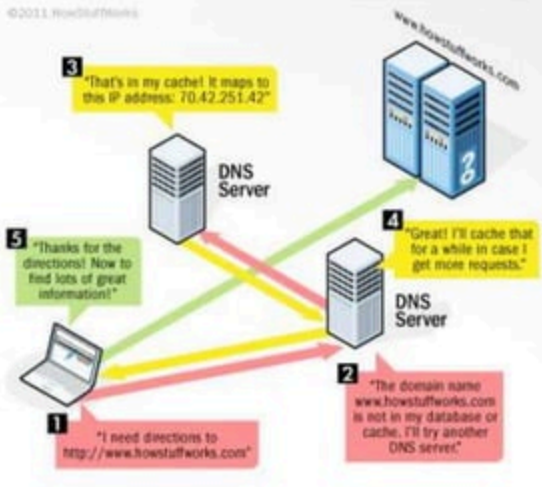 ©2011 HowStuffWorks
www.howstuffworks.com
3
"That's in my cache! It maps to
this IP address: 70.42.251.42"
DNS
Server
4
"Great! I'll cache that
for a while in case I
get more requests."
5
"Thanks for the
directions! Now to
find lots of great
information!"
DNS
Server
1
"I need directions to
http://www.howstuffworks.com"
2
"The domain name
www.howstuffworks.com
is not in my database or
cache. I'll try another
DNS server."